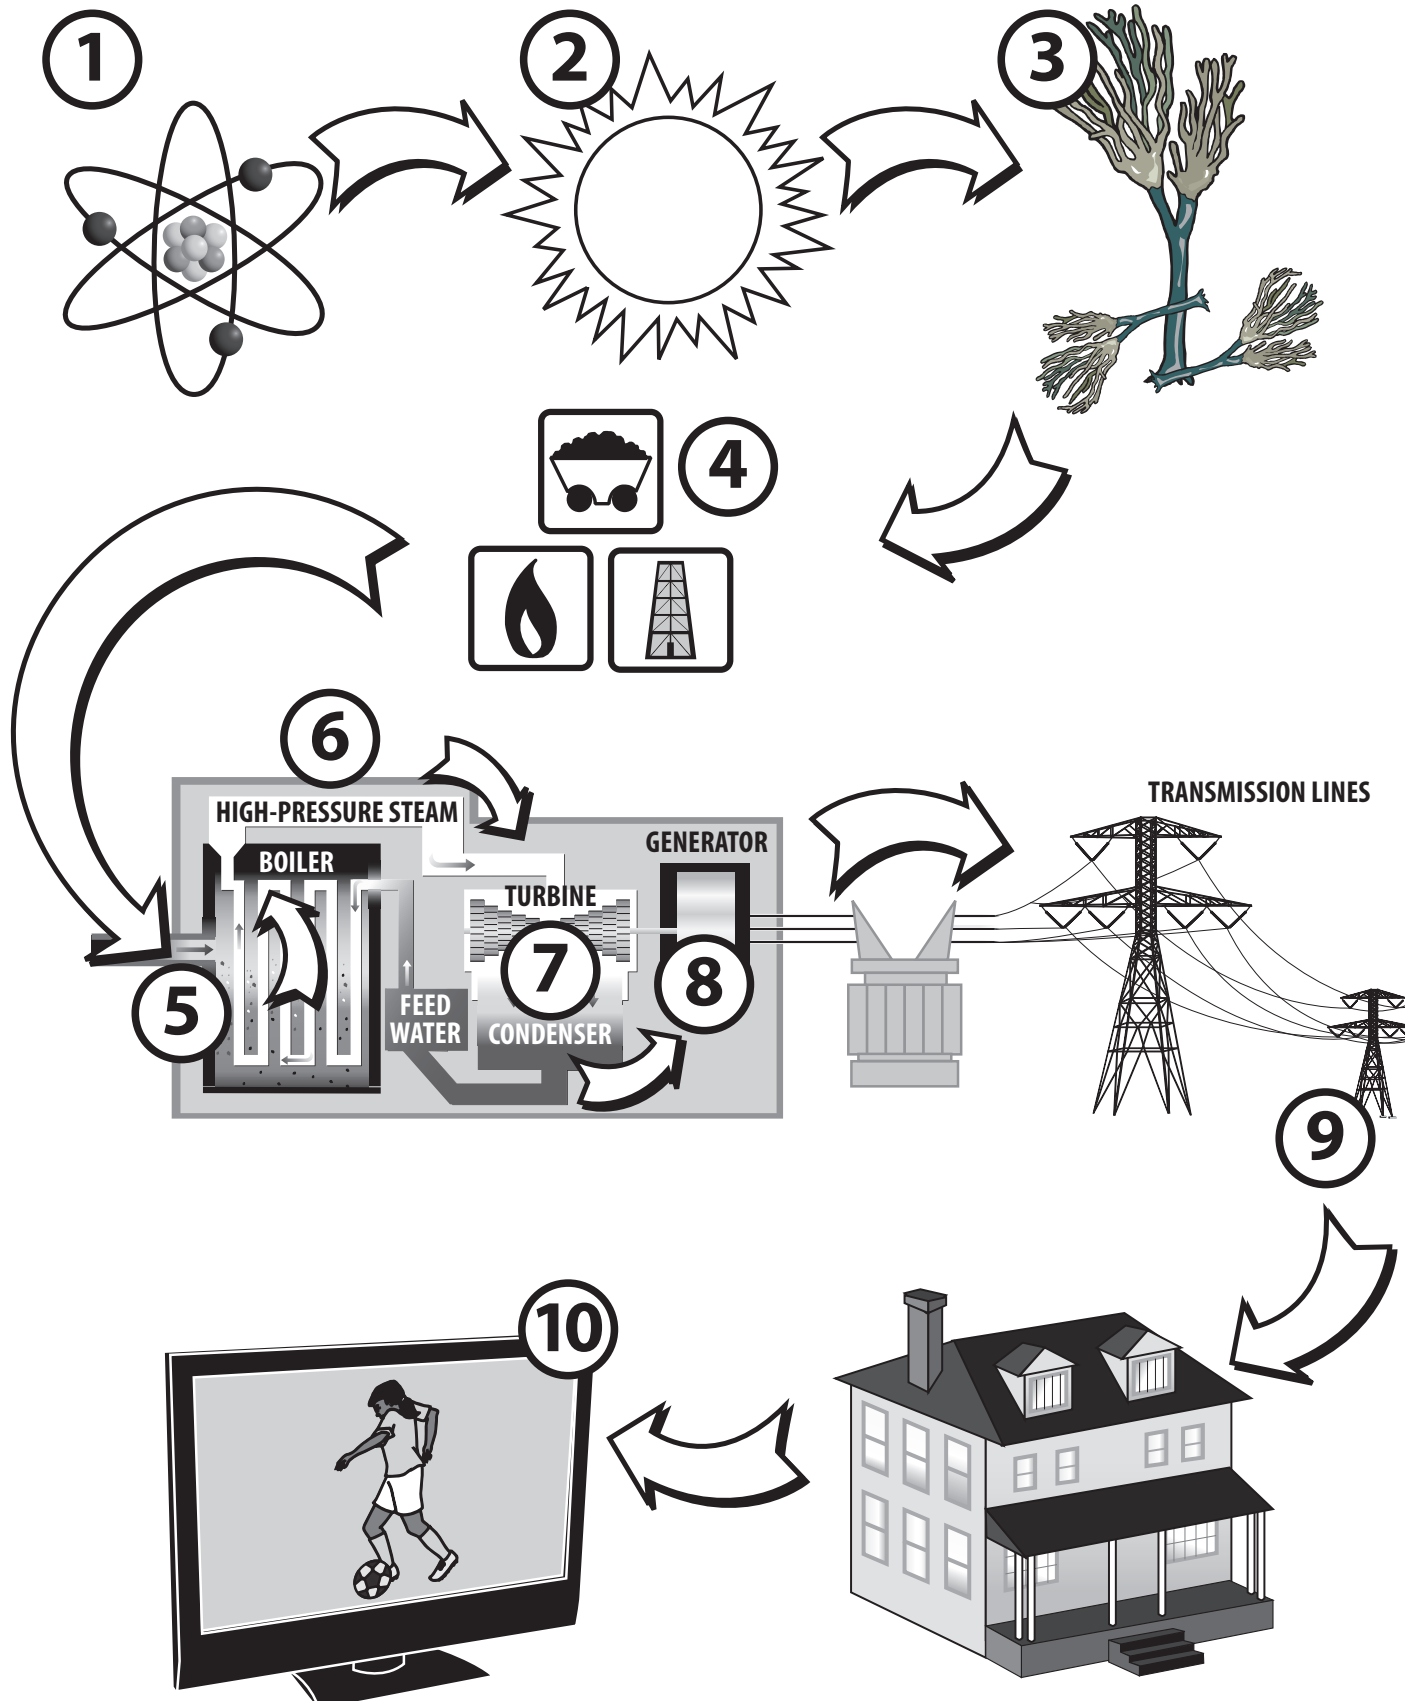 1
2
3
4
6
HIGH-PRESSURE STEAM
TRANSMISSION LINES
BOILER
GENERATOR
TURBINE
7
8
5
FEED
WATER
CONDENSER
9
10